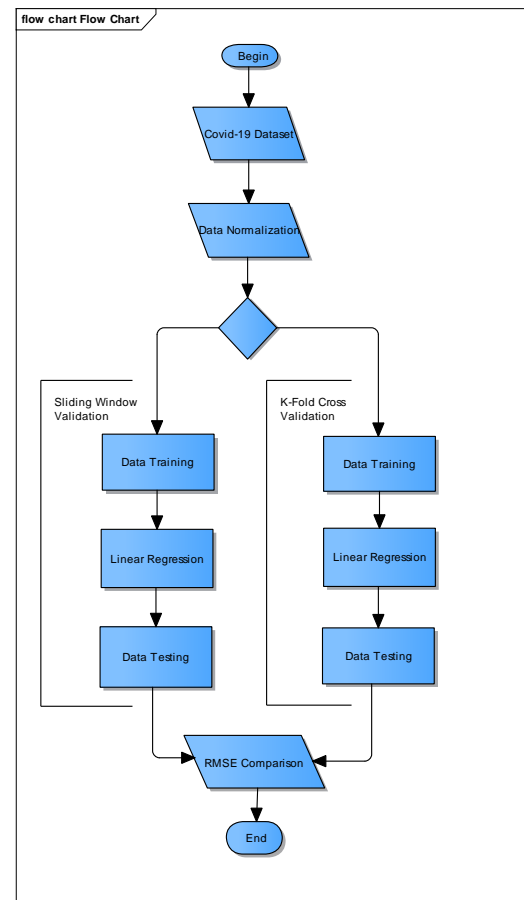 flow chart Flow Chart
Begin
Covid-19 Dataset
Data Normalization
Sliding Window
Validation
Data Training
Linear Regression
Data Testing
K-Fold Cross
Validation
Data Training
Linear Regression
Data Testing
RMSE Comparison
End